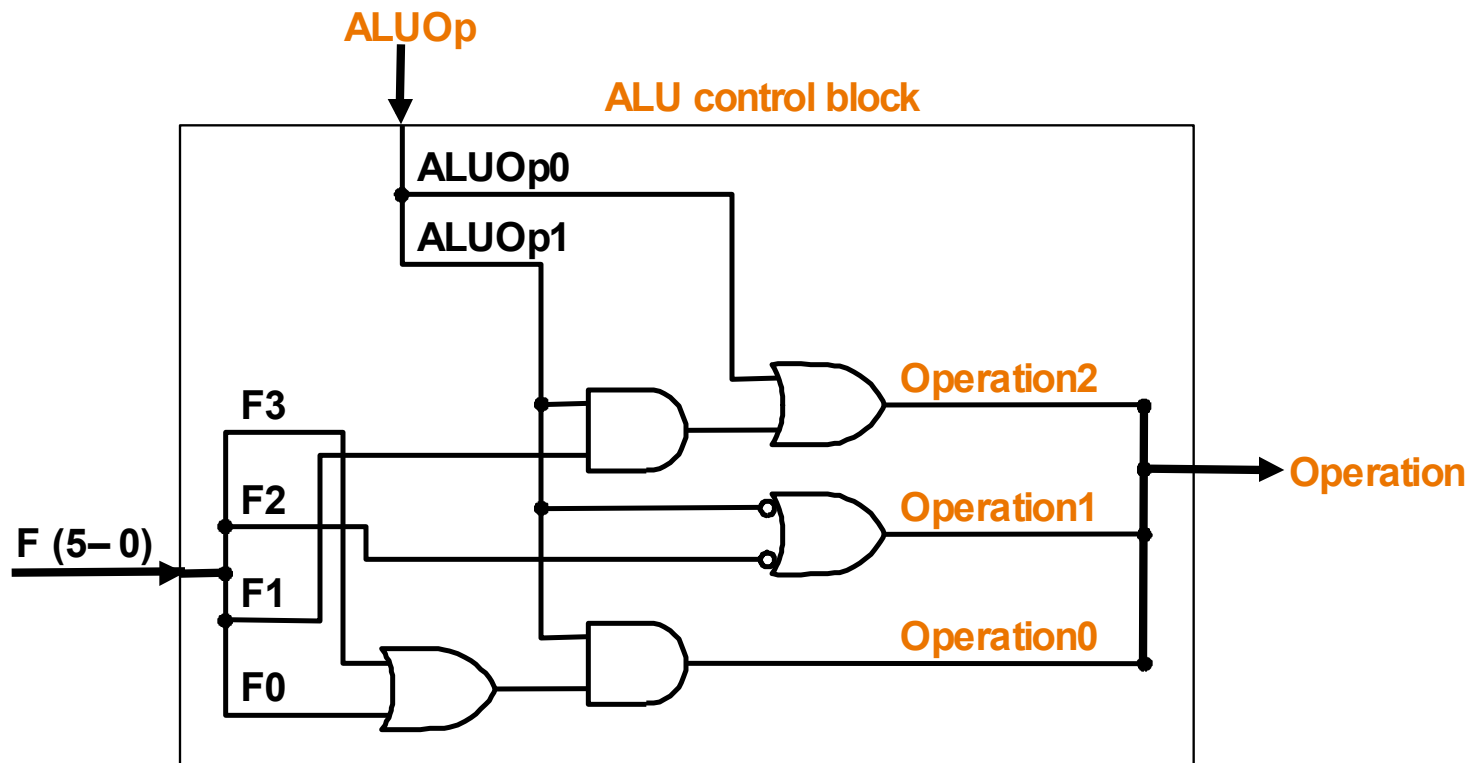 ALUOp
ALU control block
ALUOp0
ALUOp1
F3
Operation2
F2
Operation1
Operation
F (5– 0)
F1
Operation0
F0